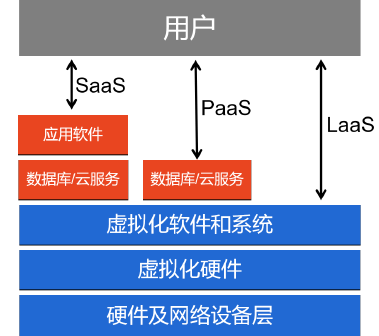 用户
SaaS
PaaS
LaaS
应用软件
数据库/云服务
数据库/云服务
虚拟化软件和系统
虚拟化硬件
硬件及网络设备层